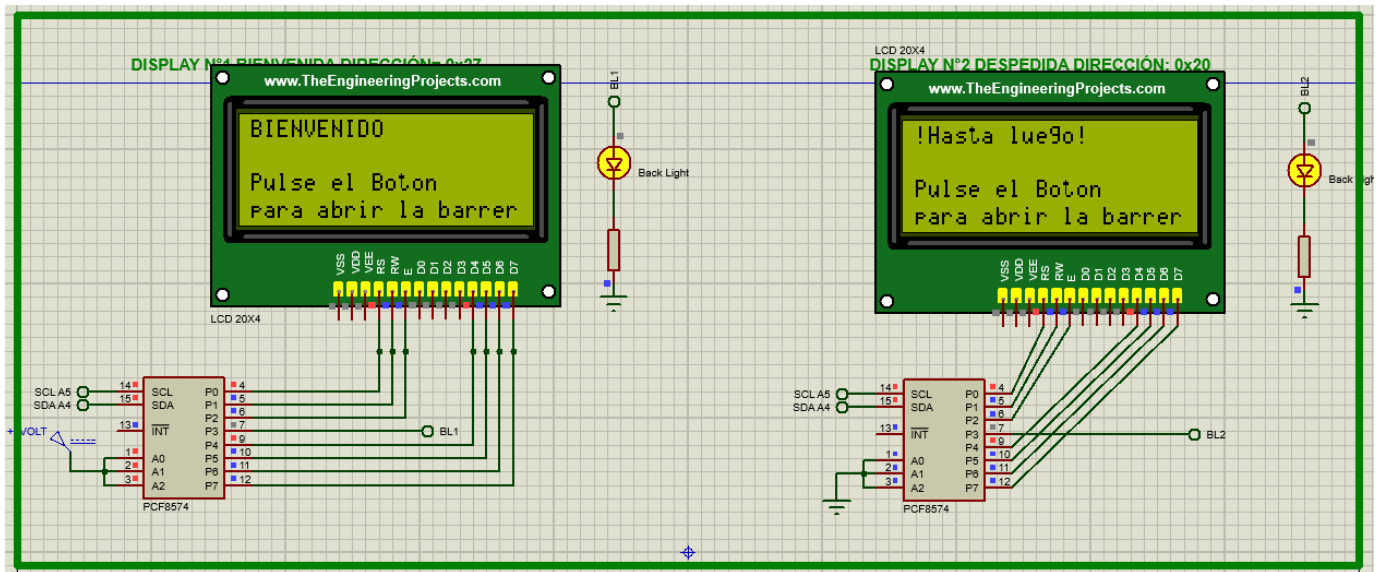 DISPLAY N°1 BIENVENIDA DIRECCIÓN= 0x27
www.TheEngineeringProjects.com
BIENVENIDO
Pulse el Boton
para abrir la barrer
VSS VDD VEE RS RW E D0 D1 D2 D3 D4 D5 D6 D7
LCD 20X4
BL1
Back Light
SCL A5
SDA A4
VOLT
14 SCL P0 4
15 SDA P1 5
P2 6
13 INT P3 7
P4 9
1 A0 P5 10
2 A1 P6 11
3 A2 P7 12
PCF8574
BL1
LCD 20X4
DISPLAY N°2 DESPEDIDA DIRECCIÓN: 0x20
www.TheEngineeringProjects.com
!Hasta luego!
Pulse el Boton
para abrir la barrer
VSS VDD VEE RS RW E D0 D1 D2 D3 D4 D5 D6 D7
BL2
Back
SCL A5
SDA A4
14 SCL P0 4
15 SDA P1 5
P2 6
13 INT P3 7
P4 9
1 A0 P5 10
2 A1 P6 11
3 A2 P7 12
PCF8574
BL2